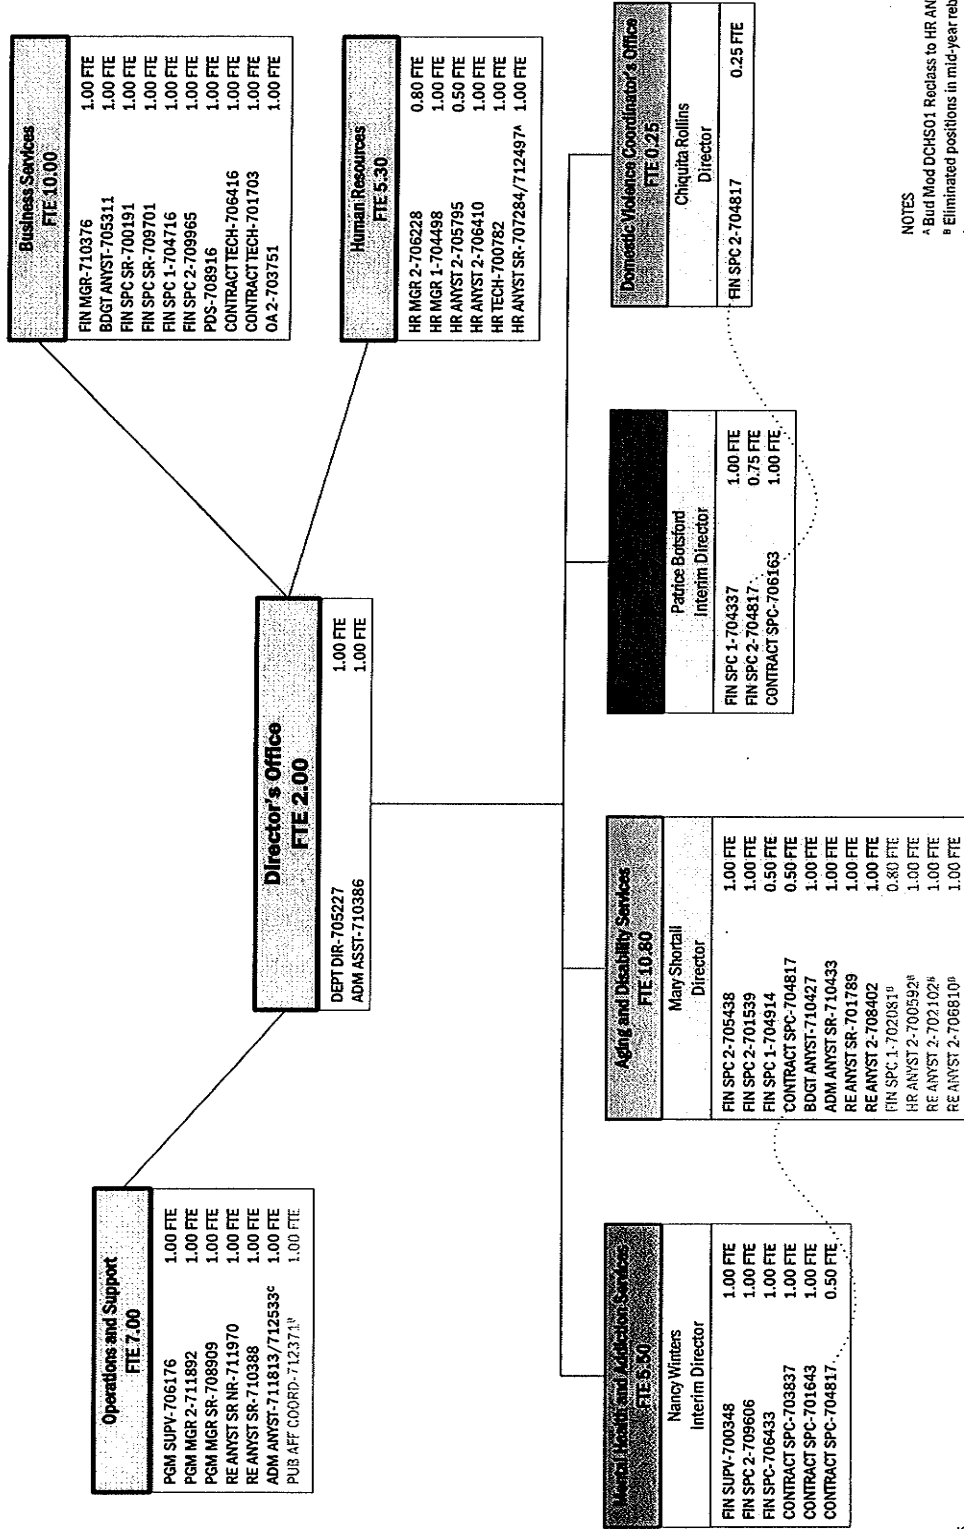 Operations and Support
FTE 7.00
PGM SUPV-706176 1.00 FTE
PGM MGR 2-711892 1.00 FTE
PGM MGR SR-708909 1.00 FTE
RE ANYST SR NR-711970 1.00 FTE
RE ANYST SR-710388 1.00 FTE
ADM ANYST-711813/712533ᶜ 1.00 FTE
PUB AFF COORD-712371ᴮ 1.00 FTE
Director's Office
FTE 2.00
DEPT DIR-705227 1.00 FTE
ADM ASST-710386 1.00 FTE
Business Services
FTE 10.00
FIN MGR-710376 1.00 FTE
BDGT ANYST-705311 1.00 FTE
FIN SPC SR-700191 1.00 FTE
FIN SPC SR-709701 1.00 FTE
FIN SPC 1-704716 1.00 FTE
FIN SPC 2-709965 1.00 FTE
PDS-708916 1.00 FTE
CONTRACT TECH-706416 1.00 FTE
CONTRACT TECH-701703 1.00 FTE
OA 2-703751 1.00 FTE
Human Resources
FTE 5.30
HR MGR 2-706228 0.80 FTE
HR MGR 1-704498 1.00 FTE
HR ANYST 2-705795 0.50 FTE
HR ANYST 2-706410 1.00 FTE
HR TECH-700782 1.00 FTE
HR ANYST SR-707284/712497ᴬ 1.00 FTE
Mental Health and Addiction Services
FTE 5.50
Nancy Winters
Interim Director
FIN SUPV-700348 1.00 FTE
FIN SPC 2-709606 1.00 FTE
FIN SPC-706433 1.00 FTE
CONTRACT SPC-703837 1.00 FTE
CONTRACT SPC-701643 1.00 FTE
CONTRACT SPC-704817 0.50 FTE
Aging and Disability Services
FTE 10.80
Mary Shortall
Director
FIN SPC 2-705438 1.00 FTE
FIN SPC 2-701539 1.00 FTE
FIN SPC 1-704914 0.50 FTE
CONTRACT SPC-704817 0.50 FTE
BDGT ANYST-710427 1.00 FTE
ADM ANYST SR-710433 1.00 FTE
RE ANYST SR-701789 1.00 FTE
RE ANYST 2-708402 1.00 FTE
FIN SPC 1-702081ᴮ 0.80 FTE
HR ANYST 2-700592ᴮ 1.00 FTE
RE ANYST 2-702102ᴮ 1.00 FTE
RE ANYST 2-706810ᴮ 1.00 FTE
Patrice Botsford
Interim Director
FIN SPC 1-704337 1.00 FTE
FIN SPC 2-704817 0.75 FTE
CONTRACT SPC-706163 1.00 FTE
Domestic Violence Coordinator's Office
FTE 0.25
Chiquita Rollins
Director
FIN SPC 2-704817 0.25 FTE
NOTES
ᴬ Bud Mod DCHS01 Reclass to HR AN
ᴮ Eliminated positions in mid-year reb